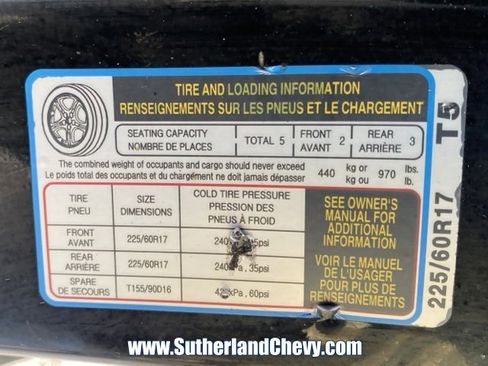 TIRE AND LOADING INFORMATION
RENSEIGNEMENTS SUR LES PNEUS ET LE CHARGEMENT
SEATING CAPACITY
NOMBRE DE PLACES
TOTAL 5
FRONT
AVANT 2
REAR
ARRIÈRE 3
The combined weight of occupants and cargo should never exceed
Le poids total des occupants et du chargement ne doit jamais dépasser
440 kg or
kg ou
970 lbs.
lb.
TIRE
PNEU
SIZE
DIMENSIONS
COLD TIRE PRESSURE
PRESSION DES
PNEUS À FROID
FRONT
AVANT
225/60R17
REAR
ARRIÈRE
225/60R17
240kPa, 35psi
SPARE
DE SECOURS
T155/90D16
60psi
SEE OWNER'S
MANUAL FOR
ADDITIONAL
INFORMATION
VOIR LE MANUEL
DE L'USAGER
POUR PLUS DE
RENSEIGNEMENTS
225/60R17 T5
www.SutherlandChevy.com